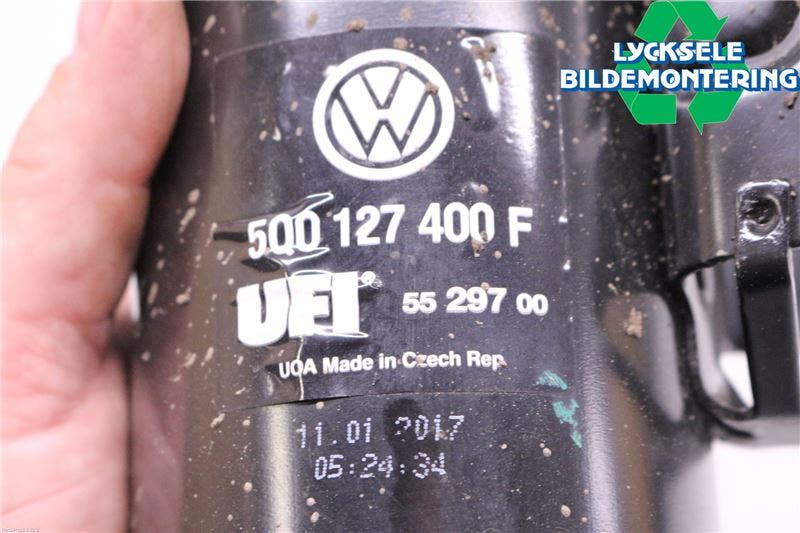 LYCKSELE
BILDEMONTERING
5Q0 127 400 F
UFI® 55 297 00
UOA Made in Czech Rep.
11.01 2017
05:24:34